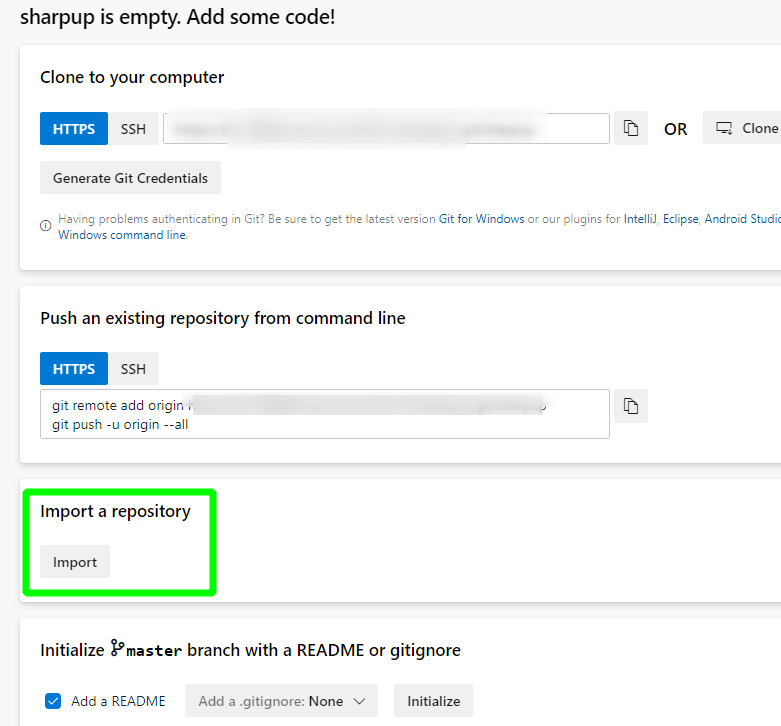 sharpup is empty. Add some code!
Clone to your computer
HTTPS SSH OR Clone
Generate Git Credentials
Having problems authenticating in Git? Be sure to get the latest version Git for Windows or our plugins for IntelliJ, Eclipse, Android Studio
Windows command line.
Push an existing repository from command line
HTTPS SSH
git remote add origin
git push -u origin --all
Import a repository
Import
Initialize master branch with a README or gitignore
Add a README Add a .gitignore: None Initialize